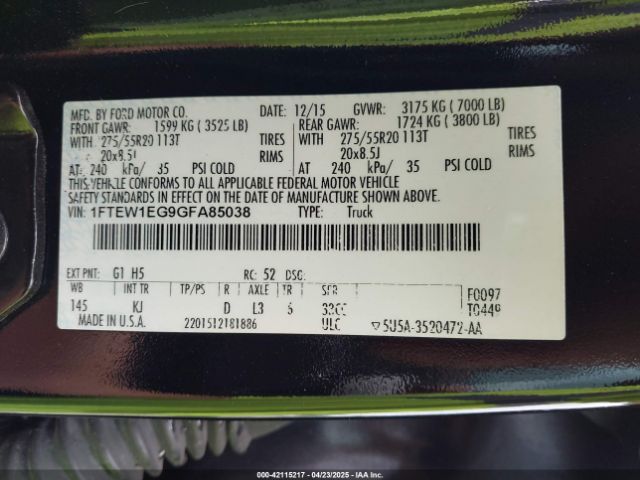 MFD. BY FORD MOTOR CO. DATE: 12/15 GVWR: 3175 KG ( 7000 LB)
FRONT GAWR: 1599 KG ( 3525 LB) REAR GAWR: 1724 KG ( 3800 LB)
WITH 275/55R20 113T TIRES WITH 275/55R20 113T TIRES
20x8.5J RIMS 20x8.5J RIMS
AT: 240 kPa/ 35 PSI COLD AT: 240 kPa/ 35 PSI COLD
THIS VEHICLE CONFORMS TO ALL APPLICABLE FEDERAL MOTOR VEHICLE
SAFETY STANDARDS IN EFFECT ON THE DATE OF MANUFACTURE SHOWN ABOVE.
VIN: 1FTEW1EG9GFA85038 TYPE: Truck
EXT PNT: G1 H5 RC: 52 DSO:
WB INT TR TP/PS R AXLE TR SPR F0097
145 KJ D L3 6 T0449
MADE IN U.S.A. 2201512181886 ULC 5U5A-3520472-AA
000-42115217 - 04/23/2025 - IAA Inc.